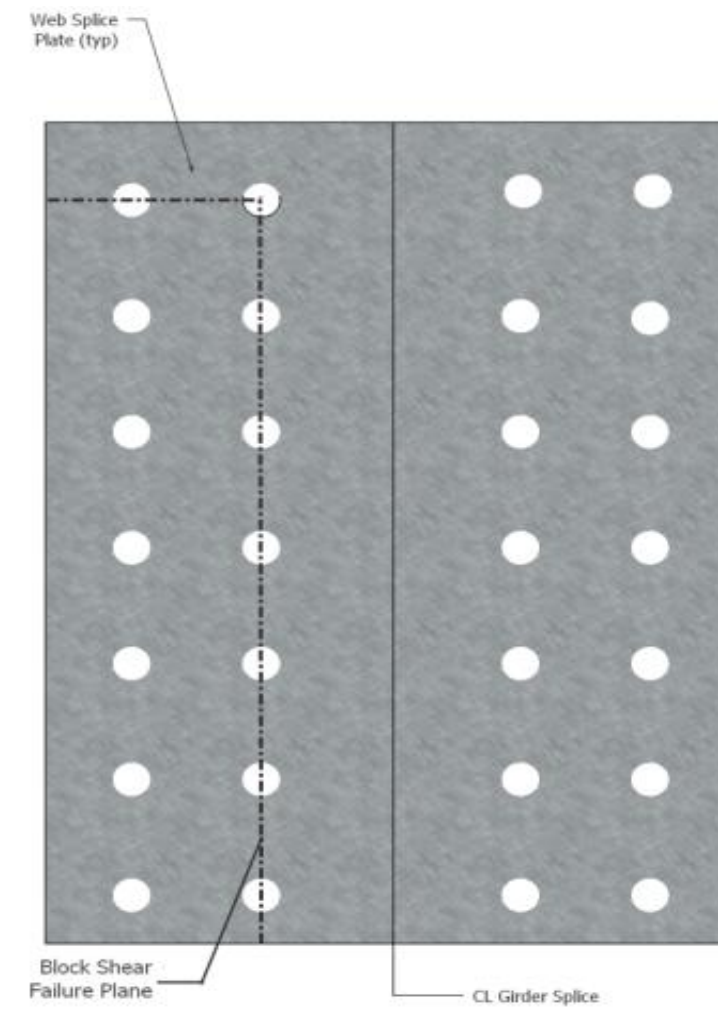 Web Splice
Plate (typ)
Block Shear
Failure Plane
CL Girder Splice